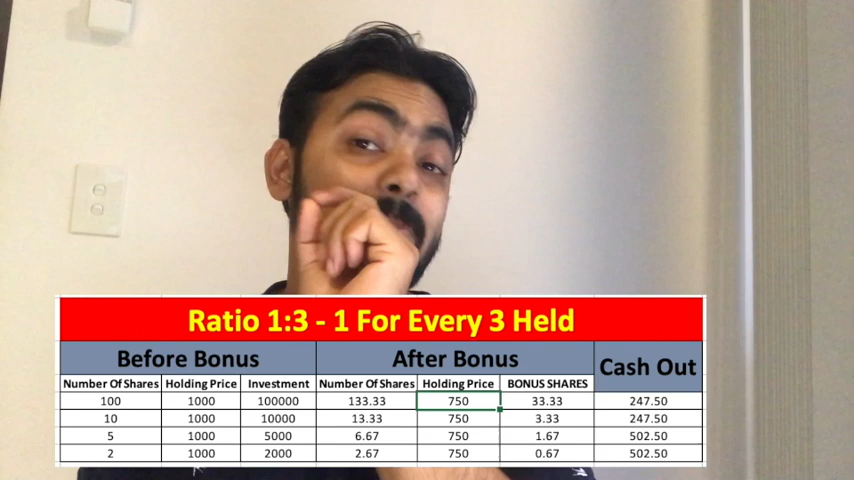 Ratio 1:3 - 1 For Every 3 Held
Before Bonus After Bonus Cash Out
Number Of Shares Holding Price Investment Number Of Shares Holding Price BONUS SHARES
100 1000 100000 133.33 750 33.33 247.50
10 1000 10000 13.33 750 3.33 247.50
5 1000 5000 6.67 750 1.67 502.50
2 1000 2000 2.67 750 0.67 502.50